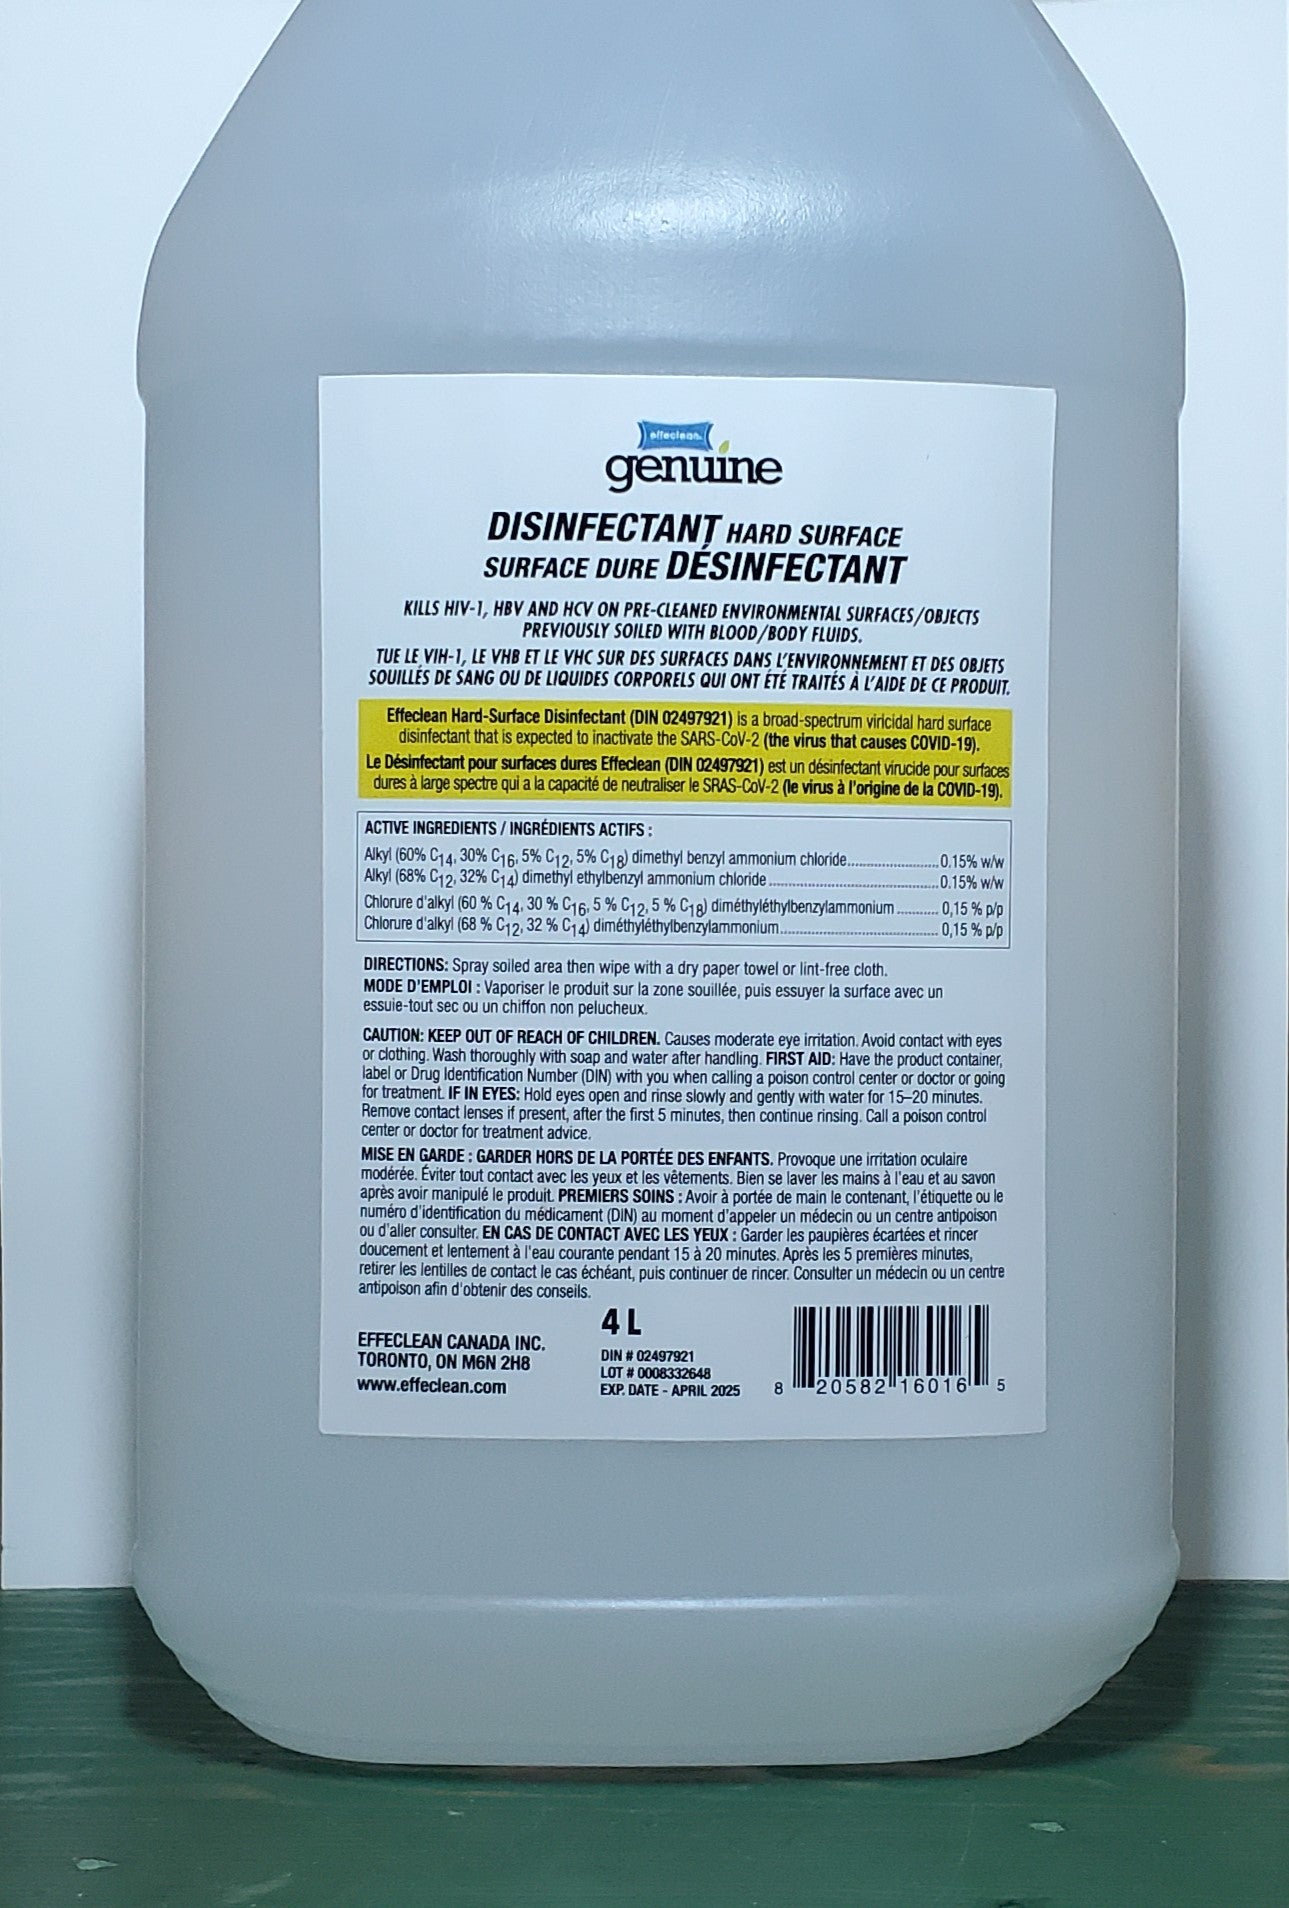 effeclean
genuine
DISINFECTANT HARD SURFACE
SURFACE DURE DÉSINFECTANT
KILLS HIV-1, HBV AND HCV ON PRE-CLEANED ENVIRONMENTAL SURFACES/OBJECTS
PREVIOUSLY SOILED WITH BLOOD/BODY FLUIDS.
TUE LE VIH-1, LE VHB ET LE VHC SUR DES SURFACES DANS L'ENVIRONNEMENT ET DES OBJETS
SOUILLÉS DE SANG OU DE LIQUIDES CORPORELS QUI ONT ÉTÉ TRAITÉS À L'AIDE DE CE PRODUIT.
Effeclean Hard-Surface Disinfectant (DIN 02497921) is a broad-spectrum viricidal hard surface
disinfectant that is expected to inactivate the SARS-CoV-2 (the virus that causes COVID-19).
Le Désinfectant pour surfaces dures Effeclean (DIN 02497921) est un désinfectant virucide pour surfaces
dures à large spectre qui a la capacité de neutraliser le SRAS-CoV-2 (le virus à l'origine de la COVID-19).
ACTIVE INGREDIENTS / INGRÉDIENTS ACTIFS :
Alkyl (60% C14, 30% C16, 5% C12, 5% C18) dimethyl benzyl ammonium chloride..............................0.15% w/w
Alkyl (68% C12, 32% C14) dimethyl ethylbenzyl ammonium chloride..............................0.15% w/w
Chlorure d'alkyl (60 % C14, 30 % C16, 5 % C12, 5 % C18) diméthyléthylbenzylammonium............ 0,15 % p/p
Chlorure d'alkyl (68 % C12, 32 % C14) diméthyléthylbenzylammonium.............................. 0,15 % p/p
DIRECTIONS: Spray soiled area then wipe with a dry paper towel or lint-free cloth.
MODE D'EMPLOI : Vaporiser le produit sur la zone souillée, puis essuyer la surface avec un
essuie-tout sec ou un chiffon non pelucheux.
CAUTION: KEEP OUT OF REACH OF CHILDREN. Causes moderate eye irritation. Avoid contact with eyes
or clothing. Wash thoroughly with soap and water after handling. FIRST AID: Have the product container,
label or Drug Identification Number (DIN) with you when calling a poison control center or doctor or going
for treatment. IF IN EYES: Hold eyes open and rinse slowly and gently with water for 15–20 minutes.
Remove contact lenses if present, after the first 5 minutes, then continue rinsing. Call a poison control
center or doctor for treatment advice.
MISE EN GARDE : GARDER HORS DE LA PORTÉE DES ENFANTS. Provoque une irritation oculaire
modérée. Éviter tout contact avec les yeux et les vêtements. Bien se laver les mains à l'eau et au savon
après avoir manipulé le produit. PREMIERS SOINS : Avoir à portée de main le contenant, l'étiquette ou le
numéro d'identification du médicament (DIN) au moment d'appeler un médecin ou un centre antipoison
ou d'aller consulter. EN CAS DE CONTACT AVEC LES YEUX : Garder les paupières écartées et rincer
doucement et lentement à l'eau courante pendant 15 à 20 minutes. Après les 5 premières minutes,
retirer les lentilles de contact le cas échéant, puis continuer de rincer. Consulter un médecin ou un centre
antipoison afin d'obtenir des conseils.
EFFECLEAN CANADA INC.
TORONTO, ON M6N 2H8
www.effeclean.com
4 L
DIN # 02497921
LOT # 0008332648
EXP. DATE - APRIL 2025
8 20582 16016 5